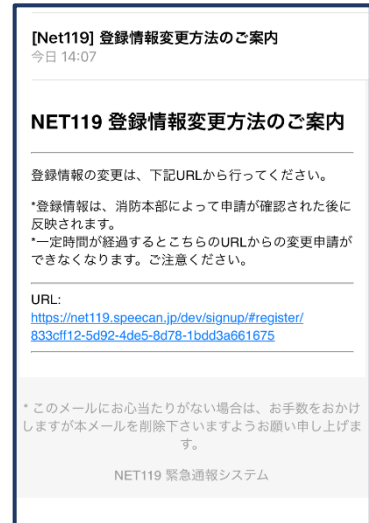 [Net119] 登録情報変更方法のご案内
今日 14:07
NET119 登録情報変更方法のご案内
登録情報の変更は、下記URLから行ってください。
*登録情報は、消防本部によって申請が確認された後に
反映されます。
*一定時間が経過するとこちらのURLからの変更申請が
できなくなります。ご注意ください。
URL:
https://net119.speecan.jp/dev/signup/#register/
833cff12-5d92-4de5-8d78-1bdd3a661675
* このメールにお心当たりがない場合は、お手数をおかけ
しますが本メールを削除下さいますようお願い申し上げま
す。
NET119 緊急通報システム